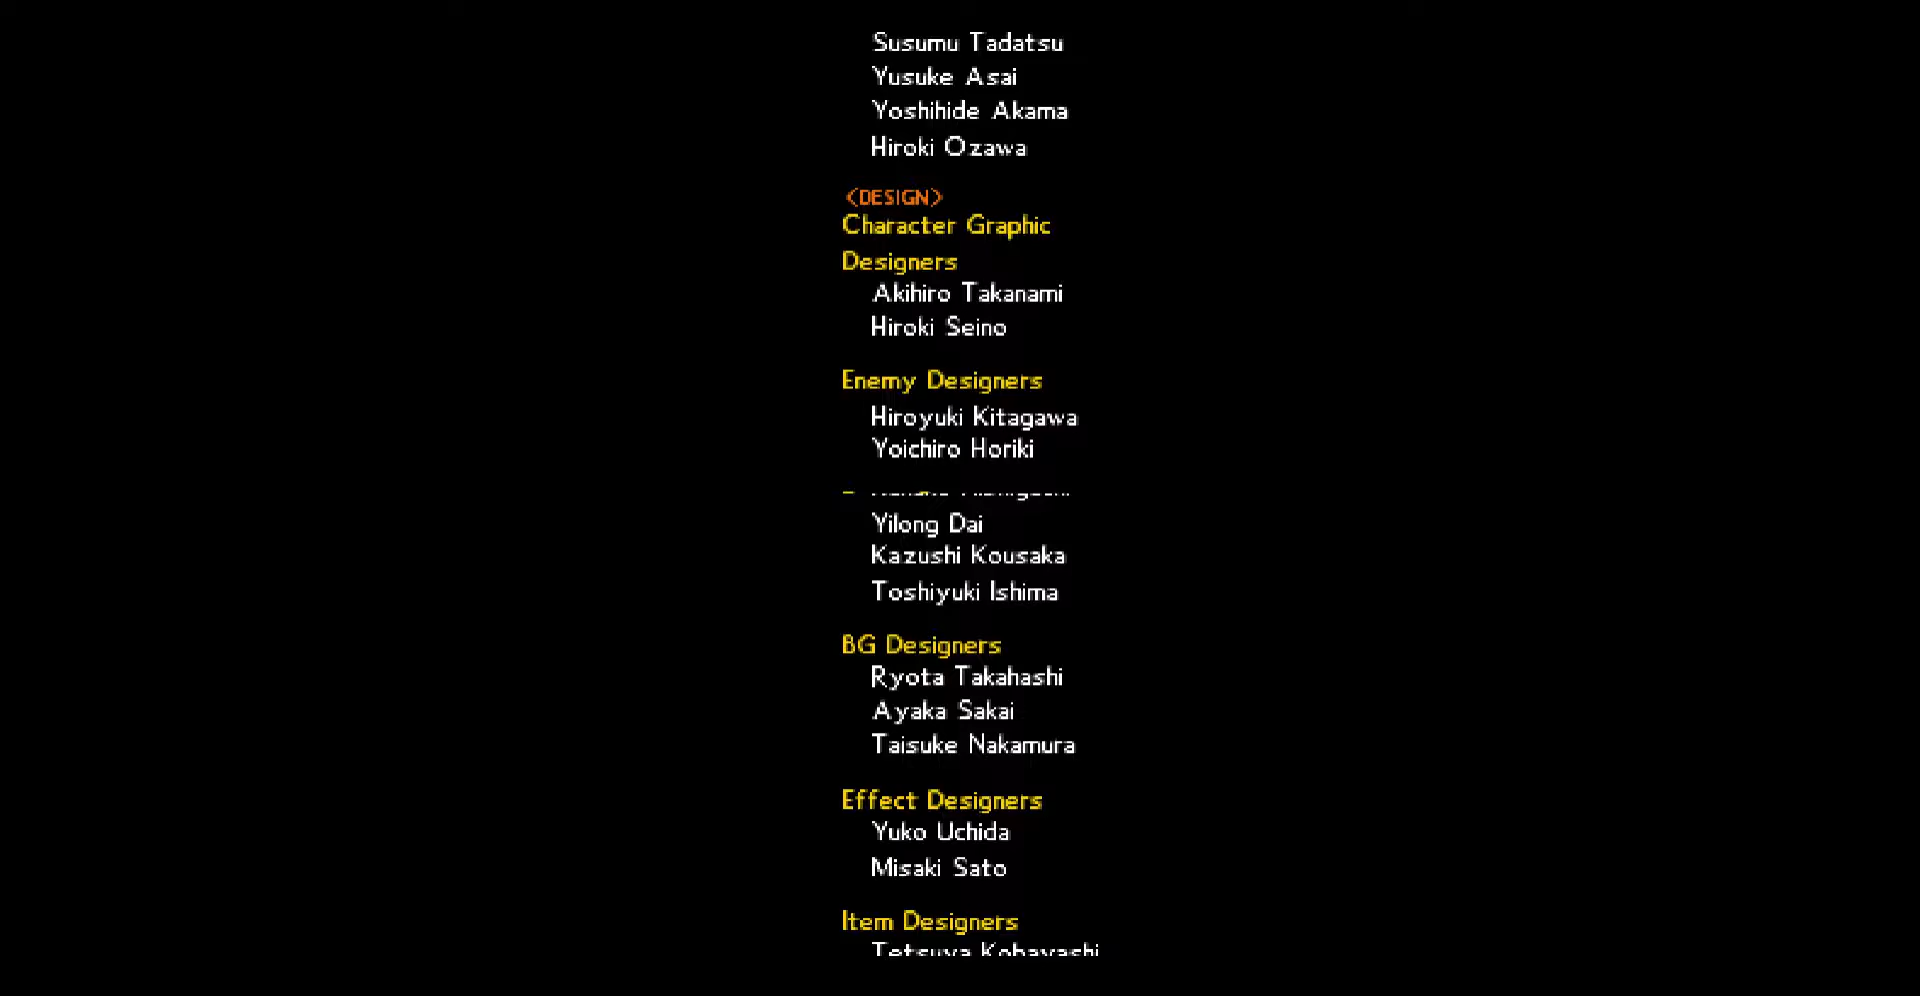 Susumu Tadatsu
Yusuke Asai
Yoshihide Akama
Hiroki Ozawa
<DESIGN>
Character Graphic
Designers
Akihiro Takanami
Hiroki Seino
Enemy Designers
Hiroyuki Kitagawa
Yoichiro Horiki
Yilong Dai
Kazushi Kousaka
Toshiyuki Ishima
BG Designers
Ryota Takahashi
Ayaka Sakai
Taisuke Nakamura
Effect Designers
Yuko Uchida
Misaki Sato
Item Designers
Tetsuya Kobayashi